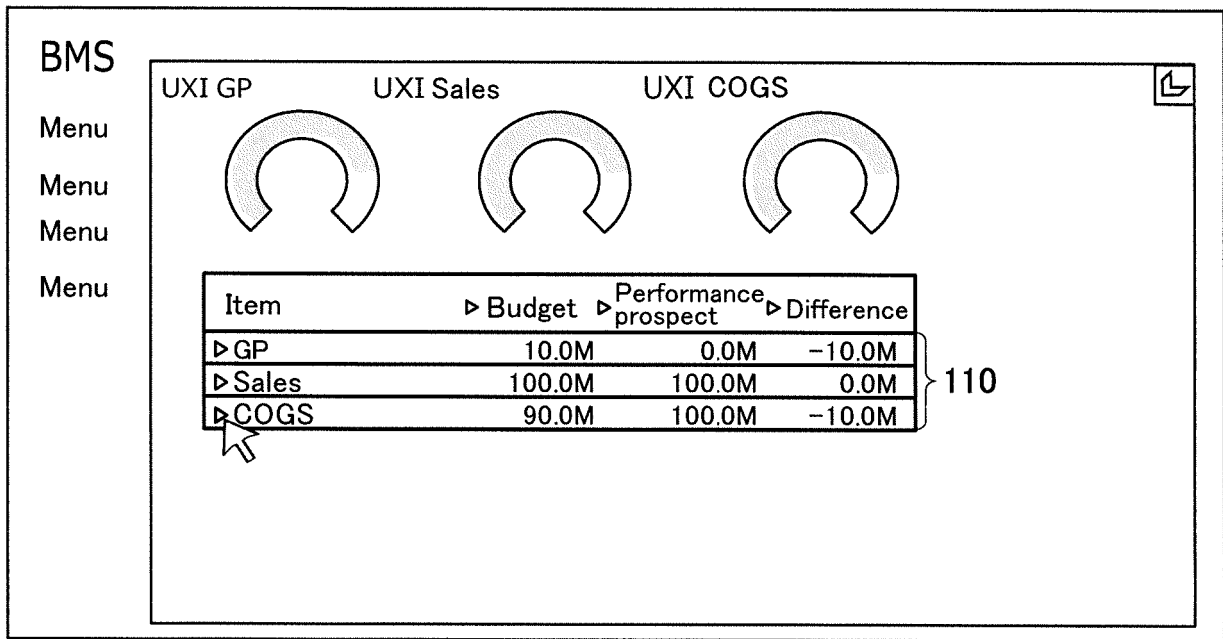 BMS
Menu
Menu
Menu
Menu
UXI GP UXI Sales UXI COGS
Item ▷ Budget ▷ Performance prospect ▷ Difference
▷ GP 10.0M 0.0M −10.0M
▷ Sales 100.0M 100.0M 0.0M
▷ COGS 90.0M 100.0M −10.0M
110